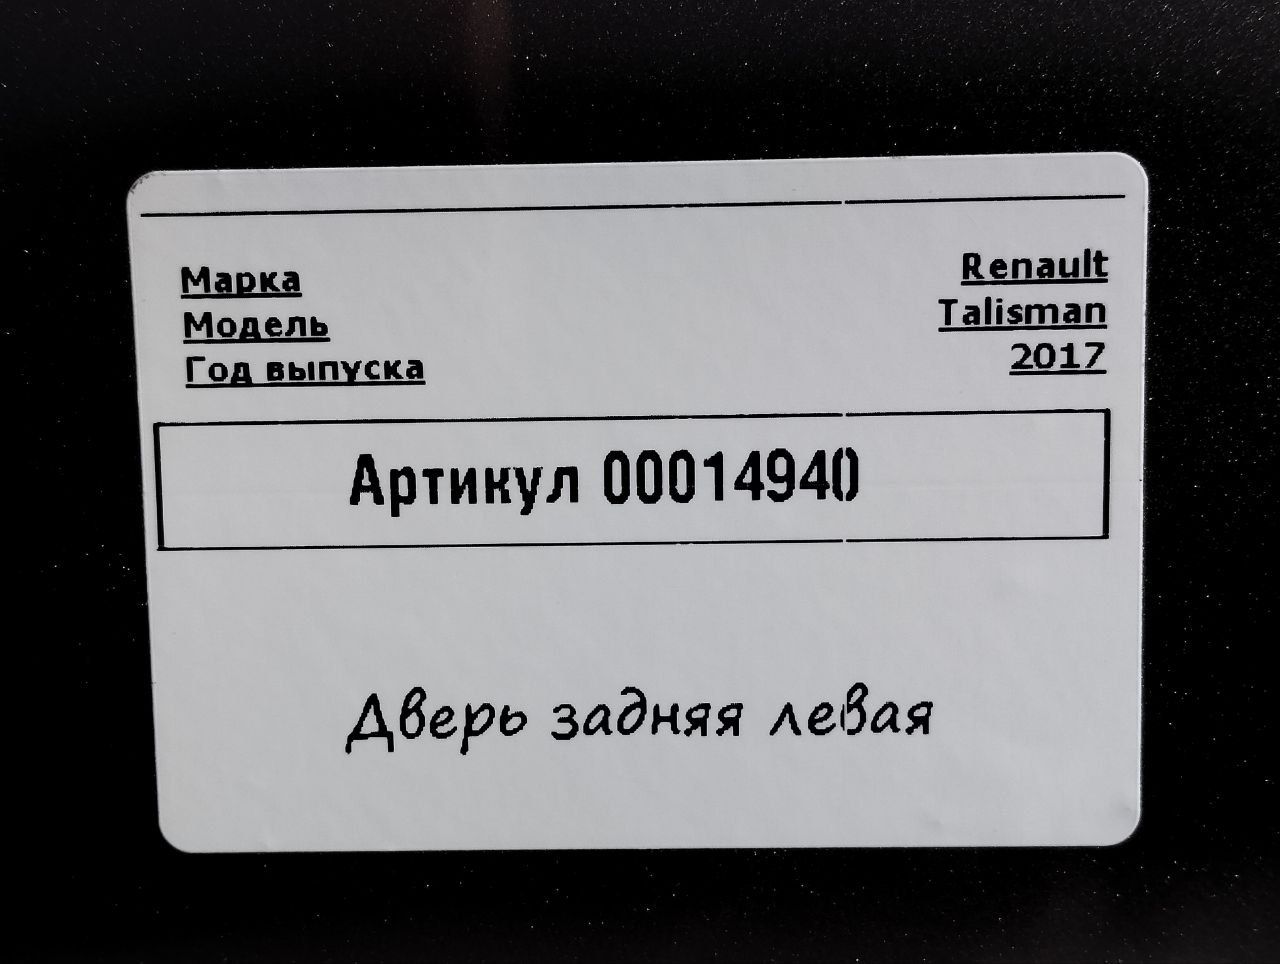 Марка Renault
Модель Talisman
Год выпуска 2017
Артикул 00014940
Дверь задняя левая